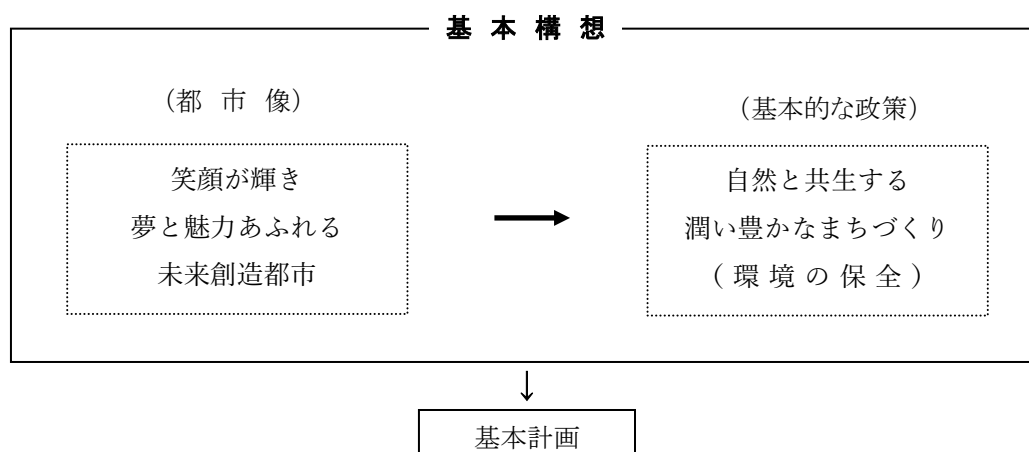 基本構想
（都市像）
笑顔が輝き
夢と魅力あふれる
未来創造都市
（基本的な政策）
自然と共生する
潤い豊かなまちづくり
（環境の保全）
基本計画